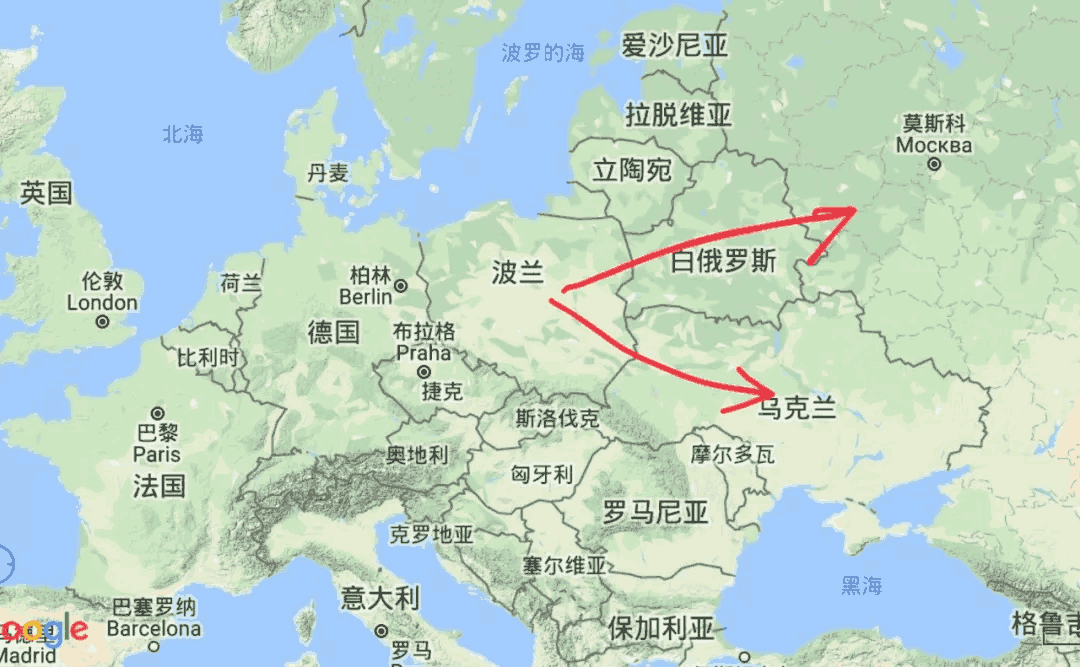 爱沙尼亚
波罗的海
拉脱维亚
莫斯科
Москва
北海
丹麦
立陶宛
英国
白俄罗斯
波兰
柏林
Berlin
荷兰
伦敦
London
德国
布拉格
Praha
比利时
捷克
乌克兰
巴黎
Paris
斯洛伐克
奥地利
摩尔多瓦
匈牙利
法国
罗马尼亚
克罗地亚
塞尔维亚
黑海
意大利
巴塞罗纳
Barcelona
保加利亚
格鲁吉
oogle
Madrid
罗马